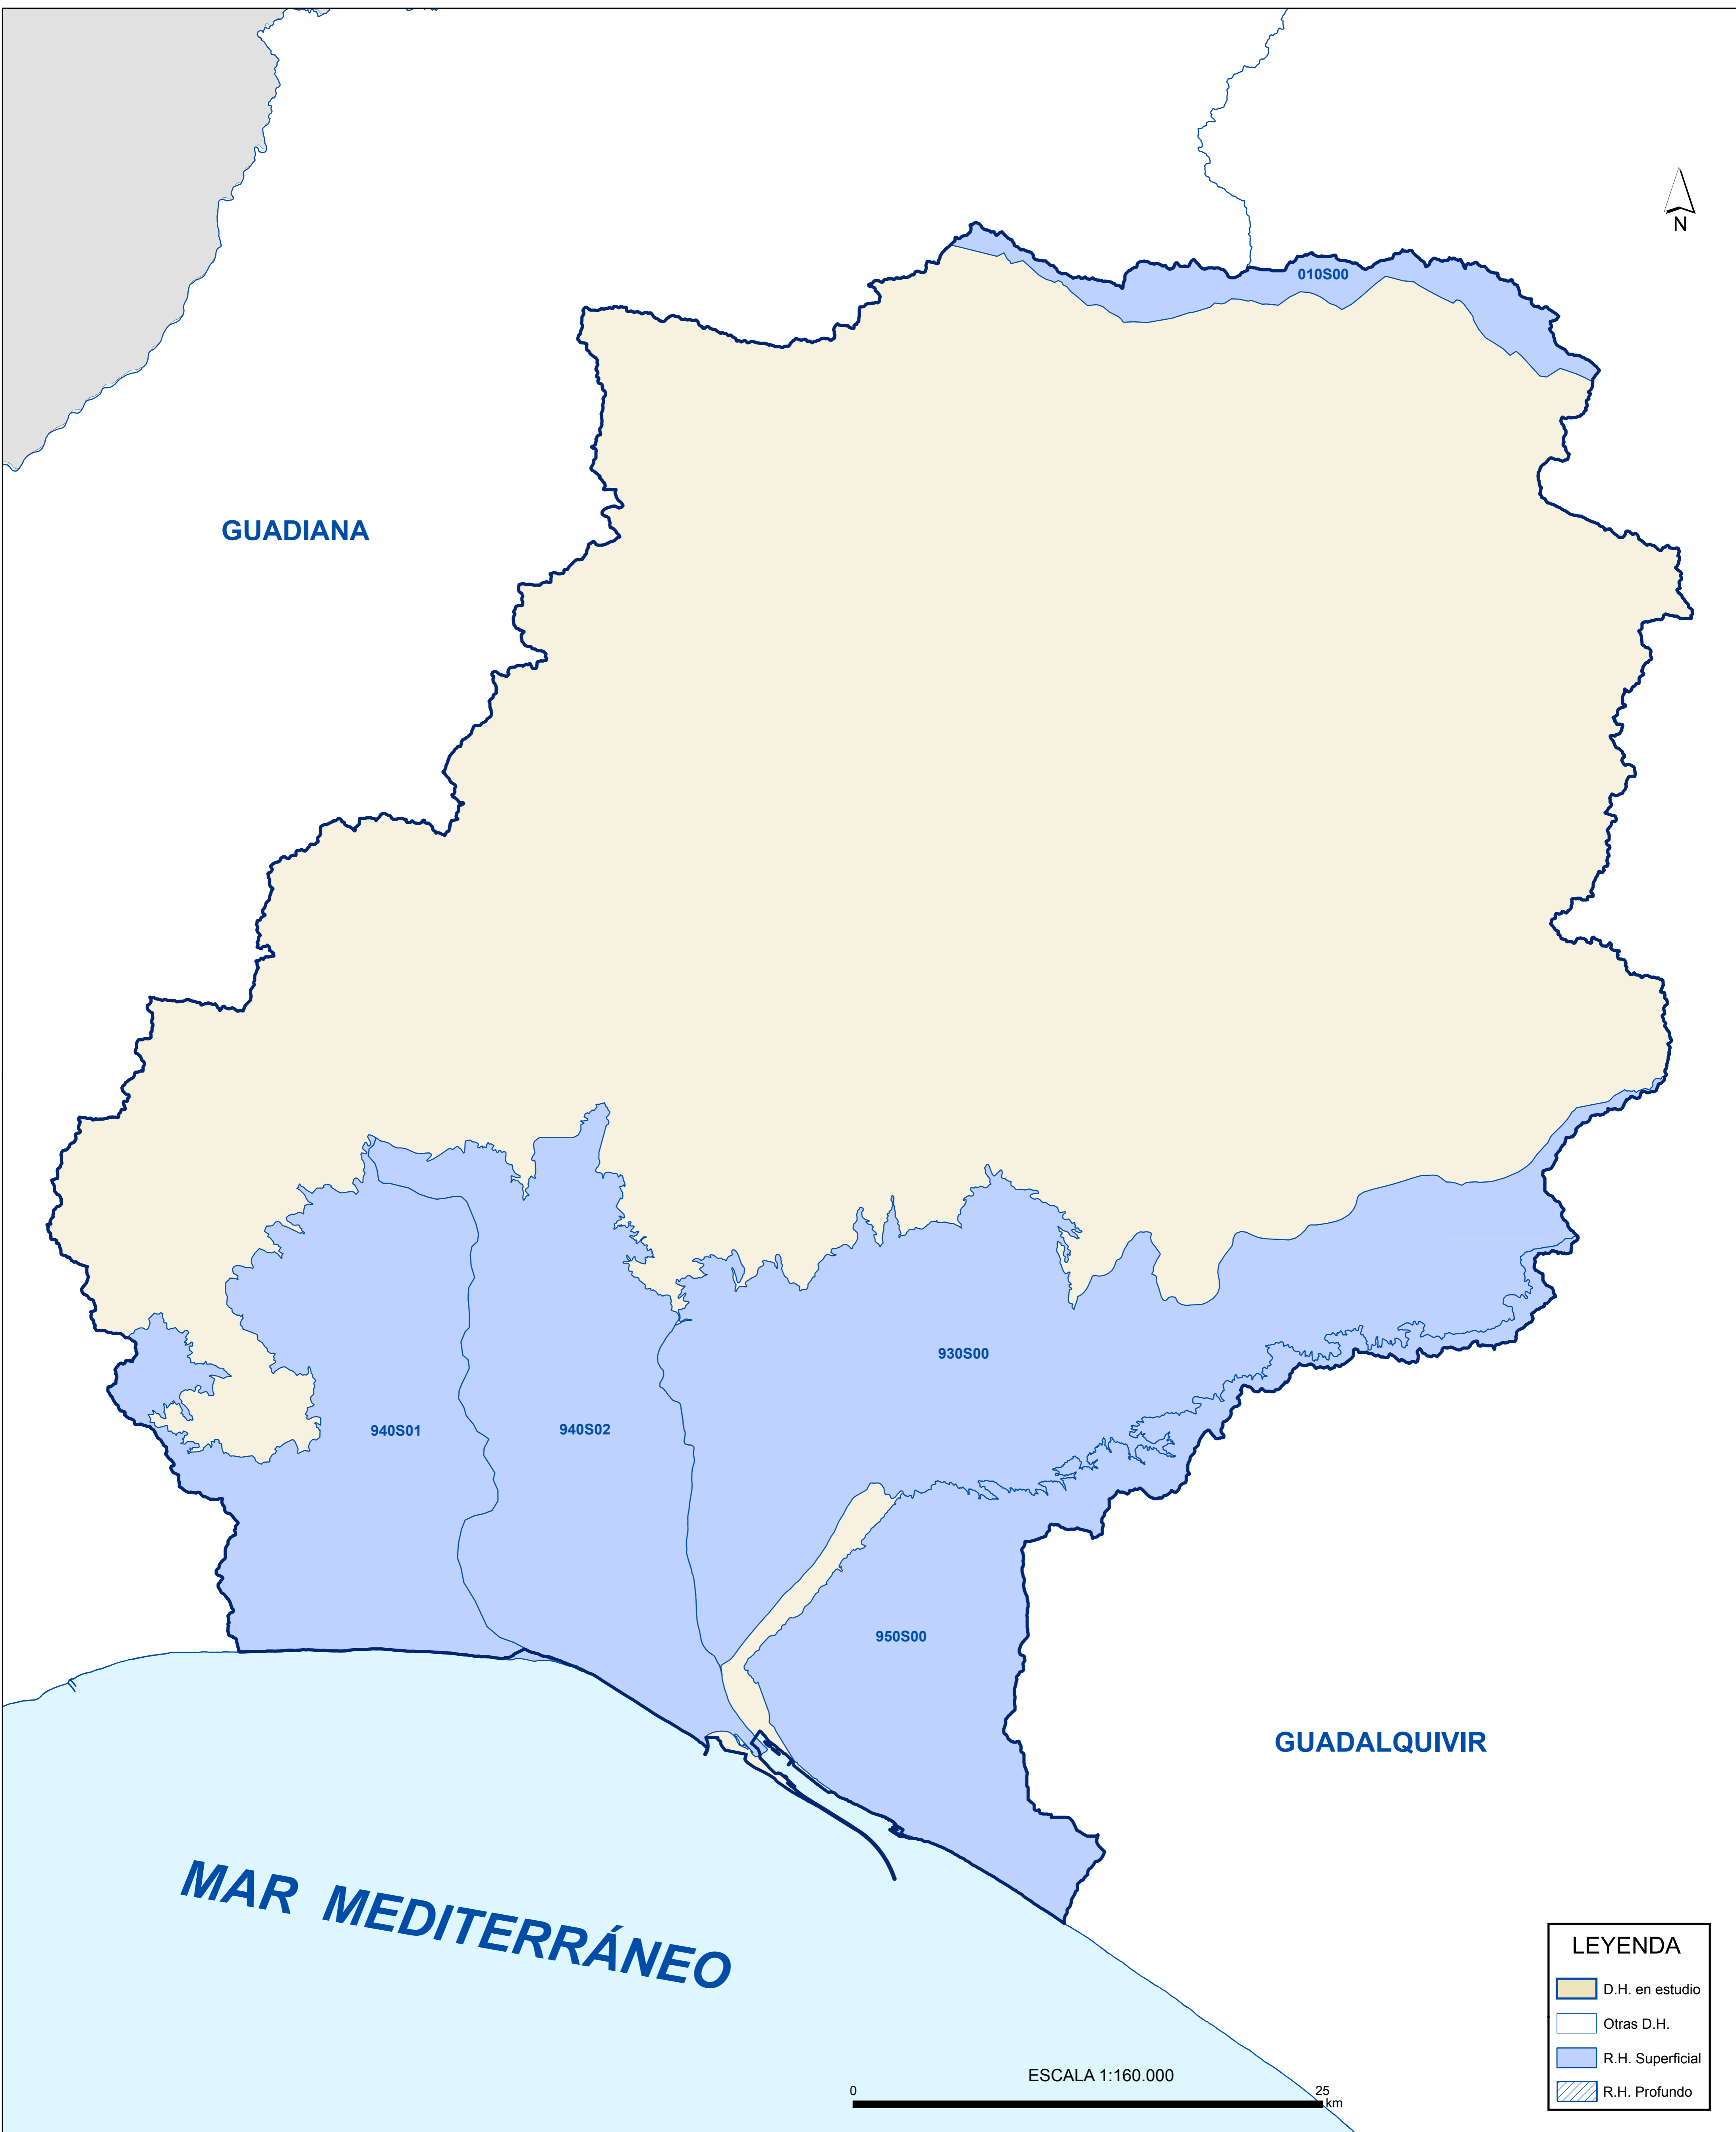 N
010S00
GUADIANA
930S00
940S01
940S02
950S00
GUADALQUIVIR
MAR MEDITERRÁNEO
LEYENDA
D.H. en estudio
Otras D.H.
R.H. Superficial
R.H. Profundo
ESCALA 1:160.000
0 25
km